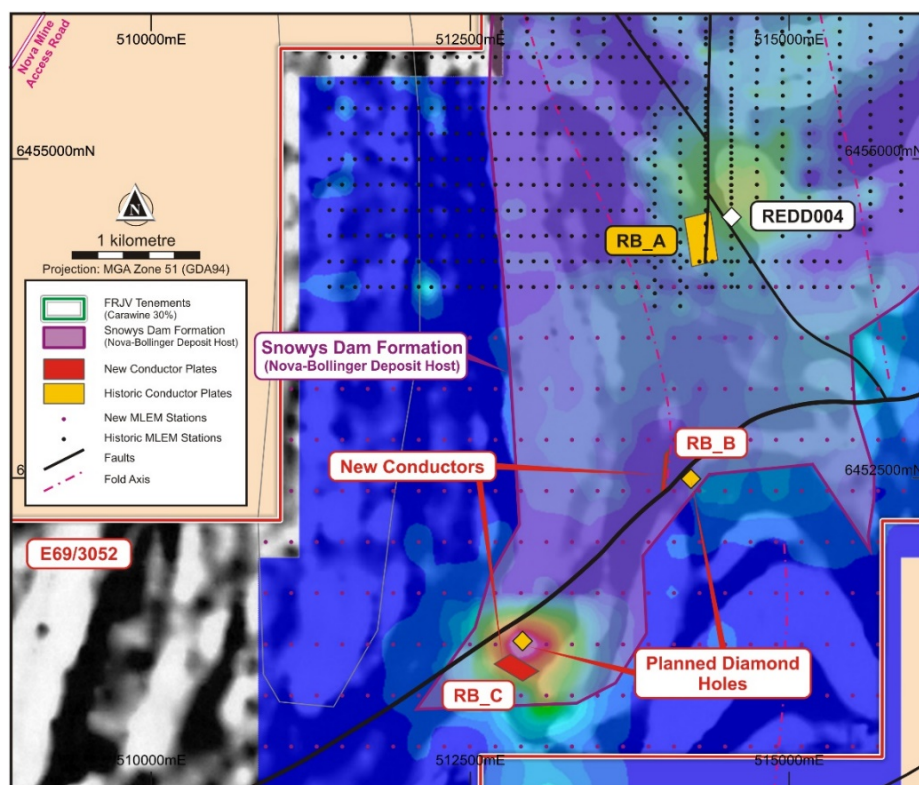 510000mE
512500mE
515000mE
Nova Mine
Access Road
6455000mN
6455000mN
N
1 kilometre
Projection: MGA Zone 51 (GDA94)
REDD004
RB_A
FRJV Tenements
(Carawine 30%)
Snowys Dam Formation
(Nova-Bollinger Deposit Host)
New Conductor Plates
Historic Conductor Plates
New MLEM Stations
Historic MLEM Stations
Faults
Fold Axis
Snowys Dam Formation
(Nova-Bollinger Deposit Host)
RB_B
New Conductors
6452500mN
E69/3052
Planned Diamond
Holes
RB_C
510000mE
512500mE
515000mE